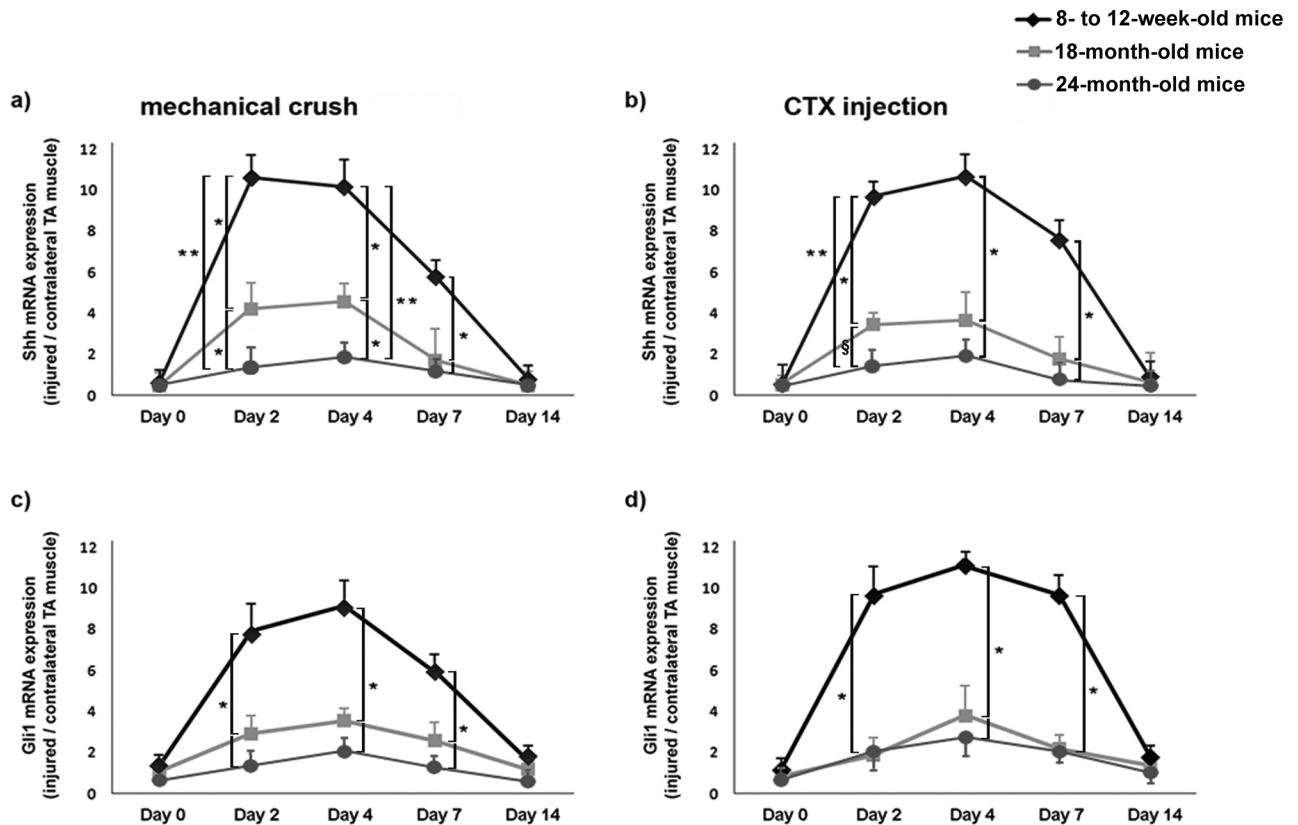 8- to 12-week-old mice
18-month-old mice
24-month-old mice
a)
mechanical crush
Shh mRNA expression
(injured / contralateral TA muscle)
12
10
8
6
4
2
0
**
*
*
*
*
**
*
Day 0 Day 2 Day 4 Day 7 Day 14
b)
CTX injection
Shh mRNA expression
(injured / contralateral TA muscle)
12
10
8
6
4
2
0
**
*
§
*
*
Day 0 Day 2 Day 4 Day 7 Day 14
c)
Gli1 mRNA expression
(injured / contralateral TA muscle)
12
10
8
6
4
2
0
*
*
*
Day 0 Day 2 Day 4 Day 7 Day 14
d)
Gli1 mRNA expression
(injured / contralateral TA muscle)
12
10
8
6
4
2
0
*
*
*
Day 0 Day 2 Day 4 Day 7 Day 14